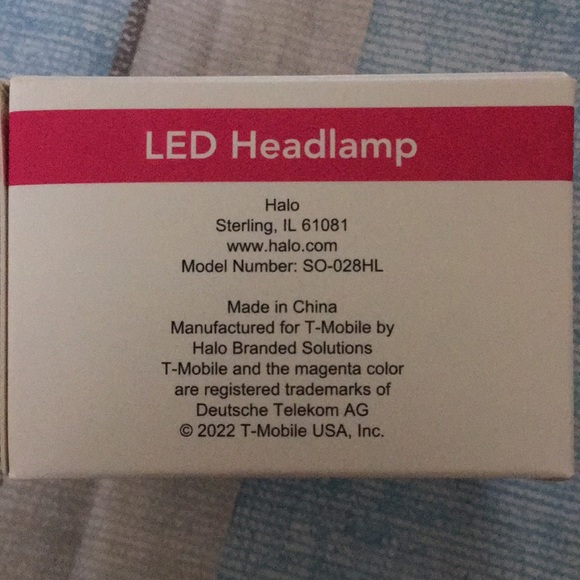 LED Headlamp
Halo
Sterling, IL 61081
www.halo.com
Model Number: SO-028HL
Made in China
Manufactured for T-Mobile by
Halo Branded Solutions
T-Mobile and the magenta color
are registered trademarks of
Deutsche Telekom AG
© 2022 T-Mobile USA, Inc.